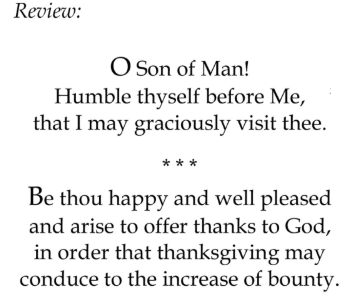 Review:
O Son of Man!
Humble thyself before Me,
that I may graciously visit thee.
* * *
Be thou happy and well pleased
and arise to offer thanks to God,
in order that thanksgiving may
conduce to the increase of bounty.